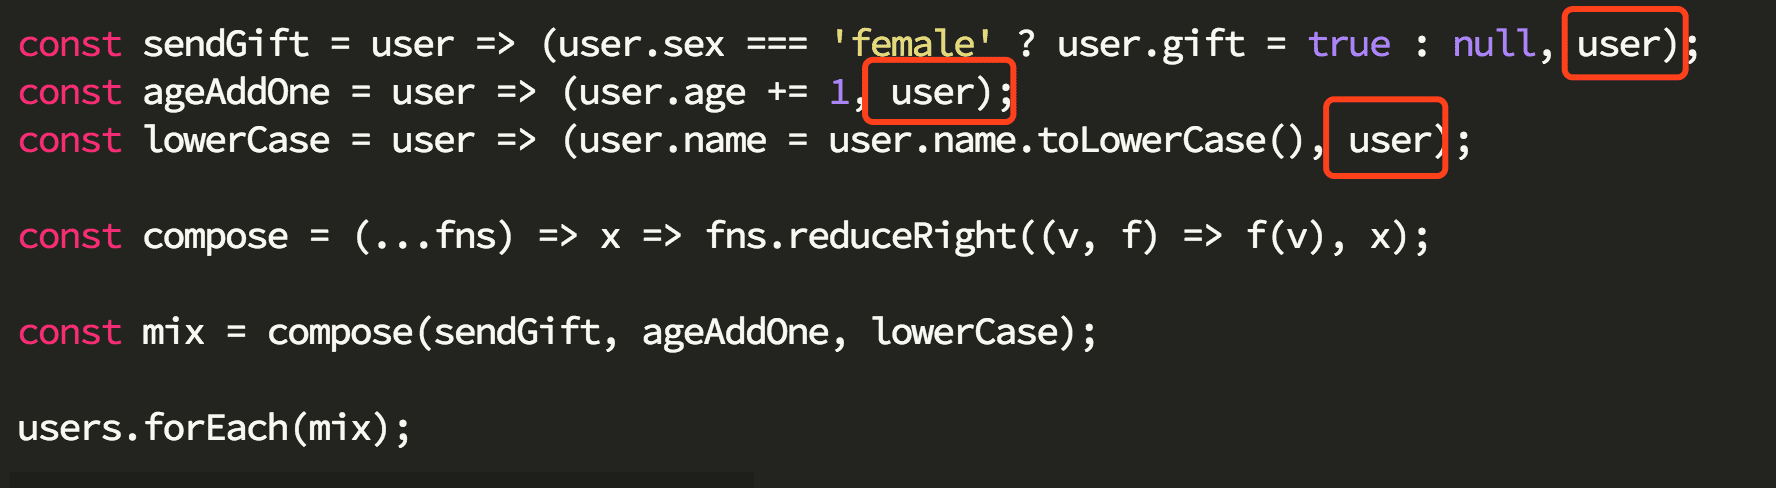 const sendGift = user => (user.sex === 'female' ? user.gift = true : null, user);
const ageAddOne = user => (user.age += 1, user);
const lowerCase = user => (user.name = user.name.toLowerCase(), user);
const compose = (...fns) => x => fns.reduceRight((v, f) => f(v), x);
const mix = compose(sendGift, ageAddOne, lowerCase);
users.forEach(mix);